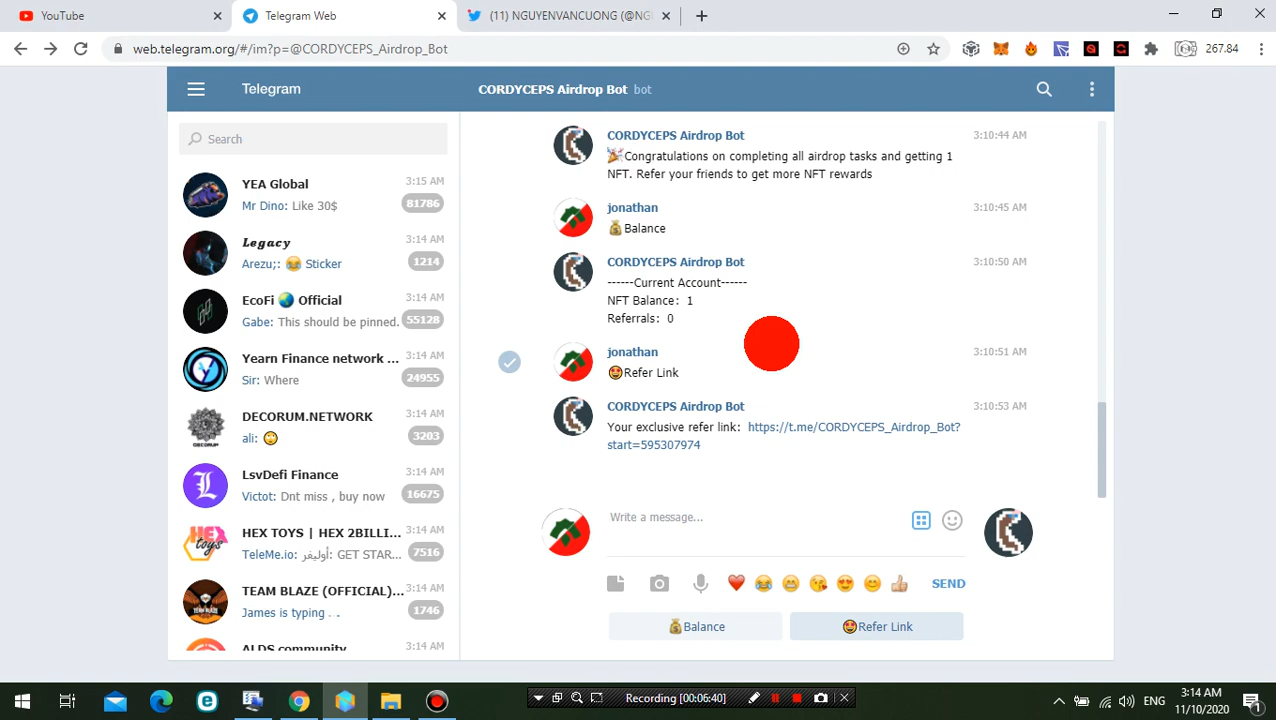 YouTube
Telegram Web
(11) NGUYENVANCUONG (@NGU
web.telegram.org/#/im?p=@CORDYCEPS_Airdrop_Bot
267.84
Telegram
CORDYCEPS Airdrop Bot bot
Search
YEA Global 3:15 AM
Mr Dino: Like 30$ 81786
Legacy 3:14 AM
Arezu;: 😂 Sticker 1214
EcoFi 🌏 Official 3:14 AM
Gabe: This should be pinned. 55128
Yearn Finance network ... 3:14 AM
Sir: Where 24955
DECORUM.NETWORK 3:14 AM
ali: 3203
LsvDefi Finance 3:14 AM
Victot: Dnt miss , buy now 16675
HEX TOYS | HEX 2BILLI... 3:14 AM
TeleMe.io: أوليفر: GET STAR... 7516
TEAM BLAZE (OFFICIAL)... 3:14 AM
James is typing . . 1746
ALDS community 3:14 AM
CORDYCEPS Airdrop Bot 3:10:44 AM
🎉Congratulations on completing all airdrop tasks and getting 1
NFT. Refer your friends to get more NFT rewards
jonathan 3:10:45 AM
💰Balance
CORDYCEPS Airdrop Bot 3:10:50 AM
------Current Account------
NFT Balance: 1
Referrals: 0
jonathan 3:10:51 AM
🤩Refer Link
CORDYCEPS Airdrop Bot 3:10:53 AM
Your exclusive refer link: https://t.me/CORDYCEPS_Airdrop_Bot?
start=595307974
Write a message...
SEND
💰Balance
🤩Refer Link
Recording [00:06:40]
ENG
3:14 AM
11/10/2020